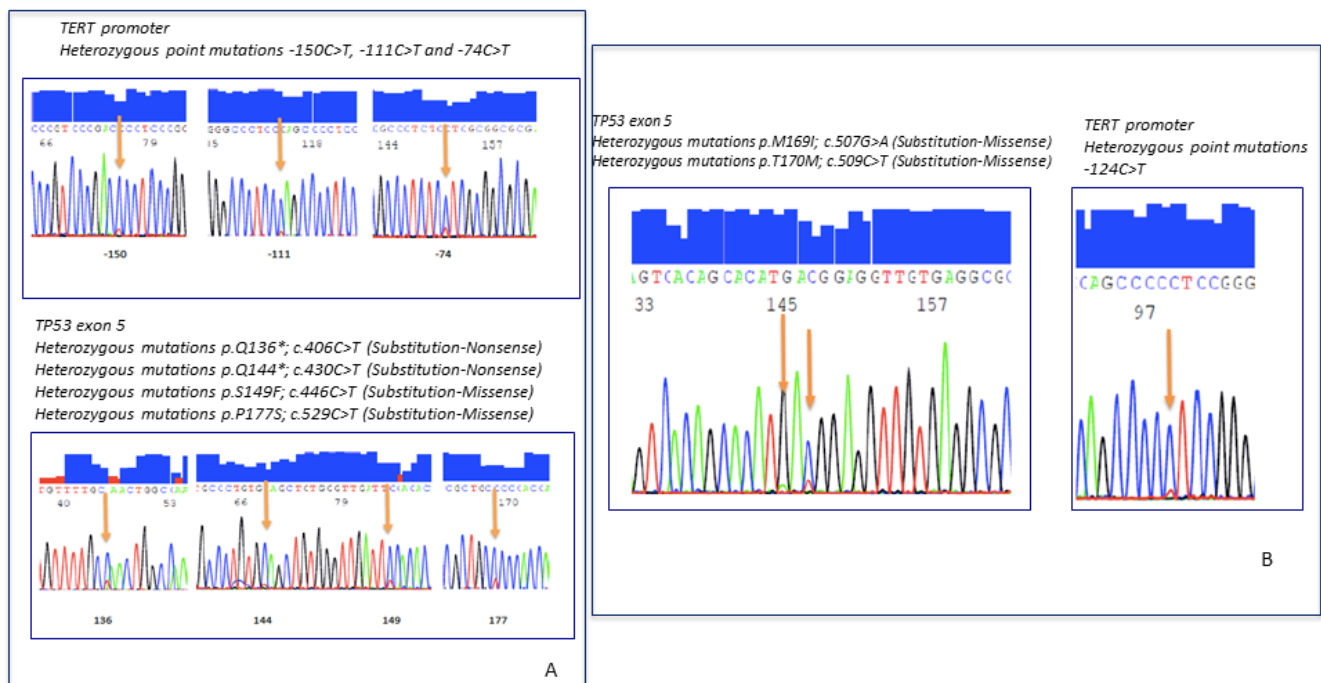 TERT promoter
Heterozygous point mutations -150C>T, -111C>T and -74C>T
CCCGTCCCGACCCCTCCCGC
GGGCCCTCCCAGCCCCTCC
CGCCCTCTCCTCGCGGCGCG
66 79
118
144 157
-150 -111 -74
TP53 exon 5
Heterozygous mutations p.Q136*; c.406C>T (Substitution-Nonsense)
Heterozygous mutations p.Q144*; c.430C>T (Substitution-Nonsense)
Heterozygous mutations p.S149F; c.446C>T (Substitution-Missense)
Heterozygous mutations p.P177S; c.529C>T (Substitution-Missense)
40 53
66 79
170
136 144 149 177
A
TP53 exon 5
Heterozygous mutations p.M169I; c.507G>A (Substitution-Missense)
Heterozygous mutations p.T170M; c.509C>T (Substitution-Missense)
AGTCACAGCACATGACGGAGGTTGTGAGGCGC
33 145 157
TERT promoter
Heterozygous point mutations
-124C>T
CAGCCCCCTCCGGG
97
B